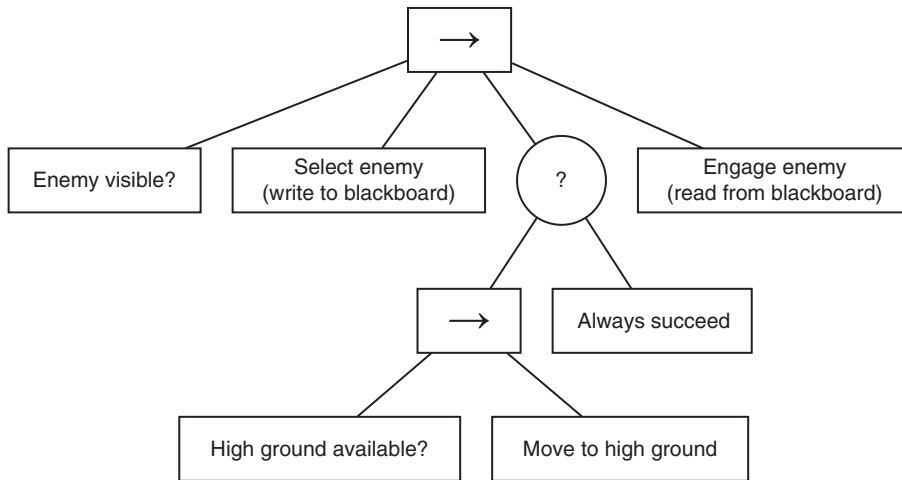 →
Enemy visible?
Select enemy
(write to blackboard)
?
Engage enemy
(read from blackboard)
→
Always succeed
High ground available?
Move to high ground